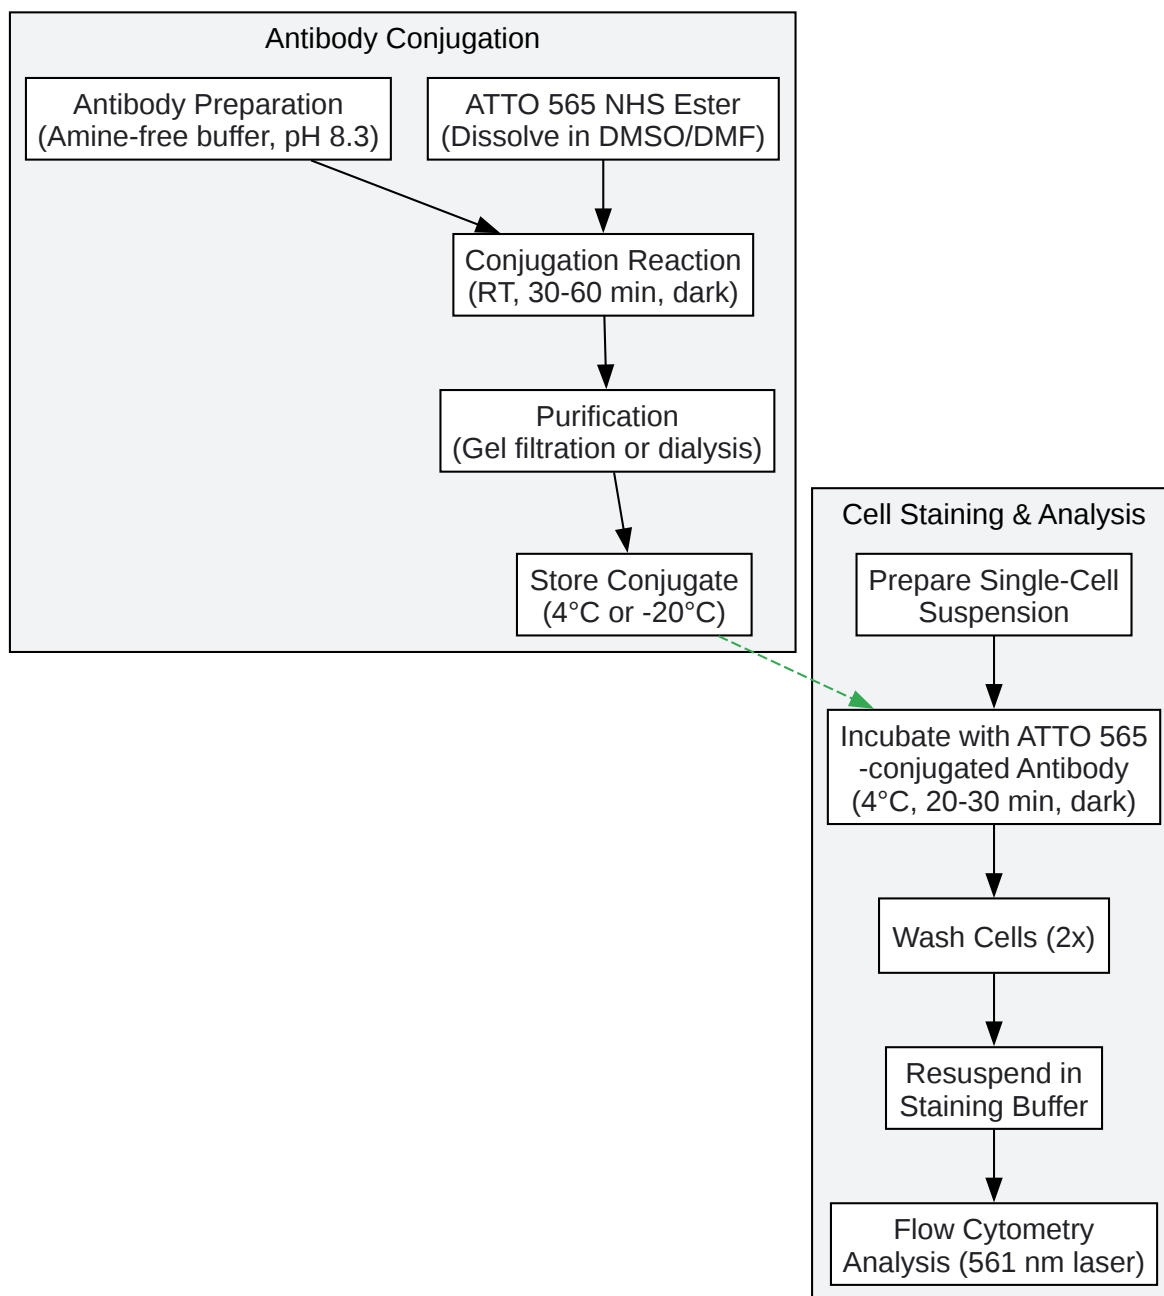 Antibody Conjugation
Antibody Preparation
(Amine-free buffer, pH 8.3)
ATTO 565 NHS Ester
(Dissolve in DMSO/DMF)
Conjugation Reaction
(RT, 30-60 min, dark)
Purification
(Gel filtration or dialysis)
Store Conjugate
(4°C or -20°C)
Cell Staining & Analysis
Prepare Single-Cell
Suspension
Incubate with ATTO 565
-conjugated Antibody
(4°C, 20-30 min, dark)
Wash Cells (2x)
Resuspend in
Staining Buffer
Flow Cytometry
Analysis (561 nm laser)